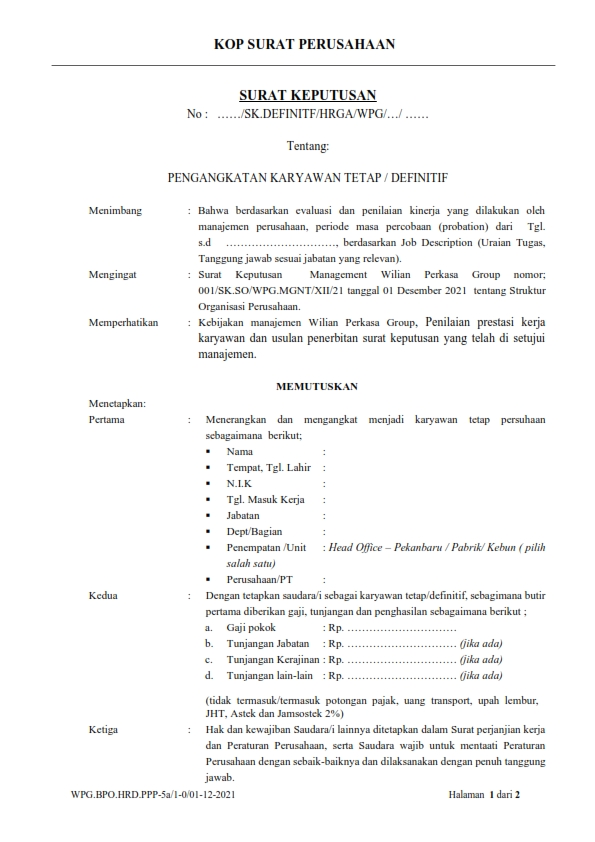 KOP SURAT PERUSAHAAN
SURAT KEPUTUSAN
No : ……/SK.DEFINITF/HRGA/WPG/…/ ……
Tentang:
PENGANGKATAN KARYAWAN TETAP / DEFINITIF
Menimbang : Bahwa berdasarkan evaluasi dan penilaian kinerja yang dilakukan oleh
manajemen perusahaan, periode masa percobaan (probation) dari Tgl.
s.d …………………………, berdasarkan Job Description (Uraian Tugas,
Tanggung jawab sesuai jabatan yang relevan).
Mengingat : Surat Keputusan Management Wilian Perkasa Group nomor;
001/SK.SO/WPG.MGNT/XII/21 tanggal 01 Desember 2021 tentang Struktur
Organisasi Perusahaan.
Memperhatikan : Kebijakan manajemen Wilian Perkasa Group, Penilaian prestasi kerja
karyawan dan usulan penerbitan surat keputusan yang telah di setujui
manajemen.
MEMUTUSKAN
Menetapkan:
Pertama : Menerangkan dan mengangkat menjadi karyawan tetap persuhaan
sebagaimana berikut;
▪ Nama :
▪ Tempat, Tgl. Lahir :
▪ N.I.K :
▪ Tgl. Masuk Kerja :
▪ Jabatan :
▪ Dept/Bagian :
▪ Penempatan /Unit : Head Office – Pekanbaru / Pabrik/ Kebun ( pilih
salah satu)
▪ Perusahaan/PT :
Kedua : Dengan tetapkan saudara/i sebagai karyawan tetap/definitif, sebagimana butir
pertama diberikan gaji, tunjangan dan penghasilan sebagaimana berikut ;
a. Gaji pokok : Rp. …………………………
b. Tunjangan Jabatan : Rp. ………………………… (jika ada)
c. Tunjangan Kerajinan : Rp. ………………………… (jika ada)
d. Tunjangan lain-lain : Rp. ………………………… (jika ada)
(tidak termasuk/termasuk potongan pajak, uang transport, upah lembur,
JHT, Astek dan Jamsostek 2%)
Ketiga : Hak dan kewajiban Saudara/i lainnya ditetapkan dalam Surat perjanjian kerja
dan Peraturan Perusahaan, serta Saudara wajib untuk mentaati Peraturan
Perusahaan dengan sebaik-baiknya dan dilaksanakan dengan penuh tanggung
jawab.
WPG.BPO.HRD.PPP-5a/1-0/01-12-2021 Halaman 1 dari 2